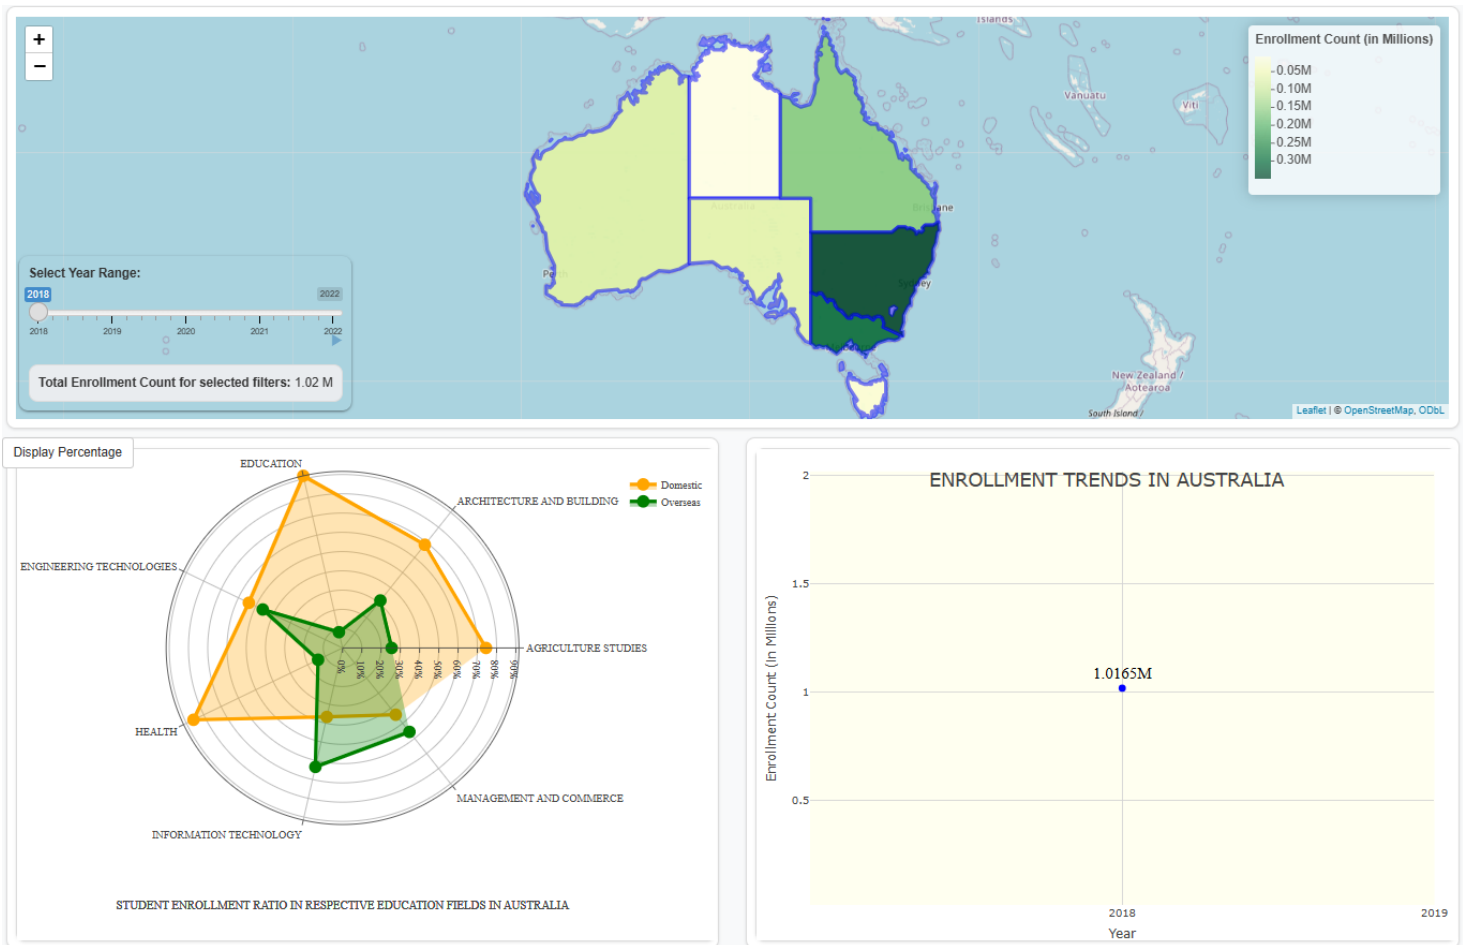 +
−
Islands
Vanuatu
Viti
Enrollment Count (in Millions)
0.05M
0.10M
0.15M
0.20M
0.25M
0.30M
Australia
Brisbane
Perth
Sydney
New Zealand /
Aotearoa
South Island /
Leaflet | © OpenStreetMap, ODbL
Select Year Range:
2018 2022
2018 2019 2020 2021 2022
Total Enrollment Count for selected filters: 1.02 M
Display Percentage
EDUCATION
ARCHITECTURE AND BUILDING
Domestic
Overseas
ENGINEERING TECHNOLOGIES
AGRICULTURE STUDIES
0% 10% 20% 30% 40% 50% 60% 70% 80% 90%
HEALTH
MANAGEMENT AND COMMERCE
INFORMATION TECHNOLOGY
STUDENT ENROLLMENT RATIO IN RESPECTIVE EDUCATION FIELDS IN AUSTRALIA
ENROLLMENT TRENDS IN AUSTRALIA
2
1.5
1
0.5
Enrollment Count (In Millions)
1.0165M
2018 2019
Year